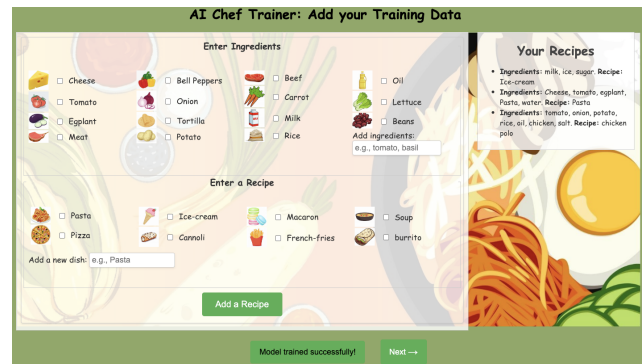 AI Chef Trainer: Add your Training Data
Enter Ingredients
Cheese
Bell Peppers
Beef
Oil
Tomato
Onion
Carrot
Lettuce
Eggplant
Tortilla
Milk
Beans
Meat
Potato
Rice
Add ingredients:
e.g., tomato, basil
Enter a Recipe
Pasta
Ice-cream
Macaron
Soup
Pizza
Cannoli
French-fries
burrito
Add a new dish: e.g., Pasta
Add a Recipe
Your Recipes
Ingredients: milk, ice, sugar. Recipe:
Ice-cream
Ingredients: Cheese, tomato, eggplant,
Pasta, water. Recipe: Pasta
Ingredients: tomato, onion, potato,
rice, oil, chicken, salt. Recipe: chicken
polo
Model trained successfully!
Next →